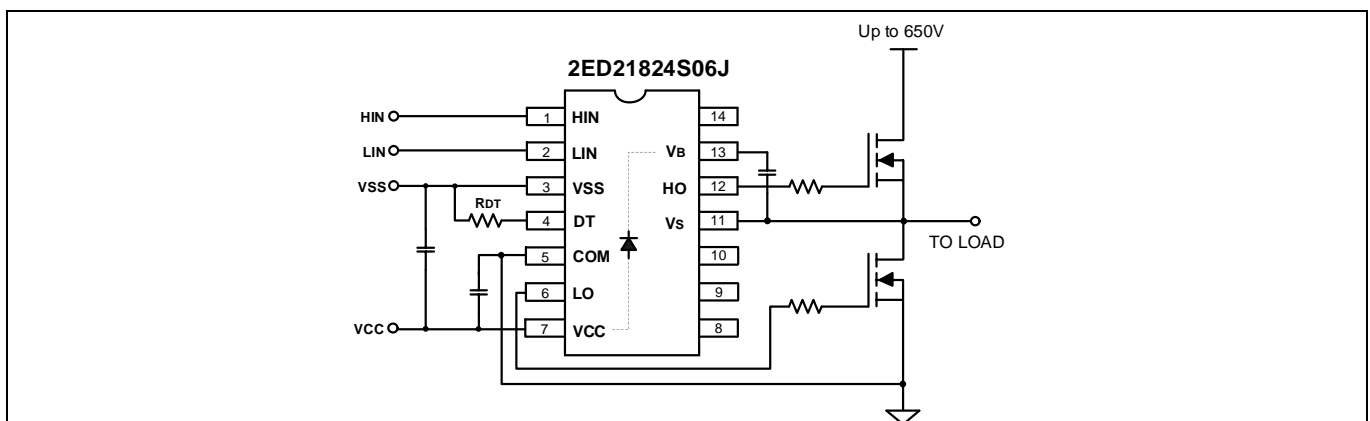 Up to 650V
2ED21824S06J
HIN 1 HIN 14
LIN 2 LIN VB 13
VSS 3 VSS HO 12
RDT
4 DT VS 11
TO LOAD
5 COM 10
6 LO 9
VCC 7 VCC 8